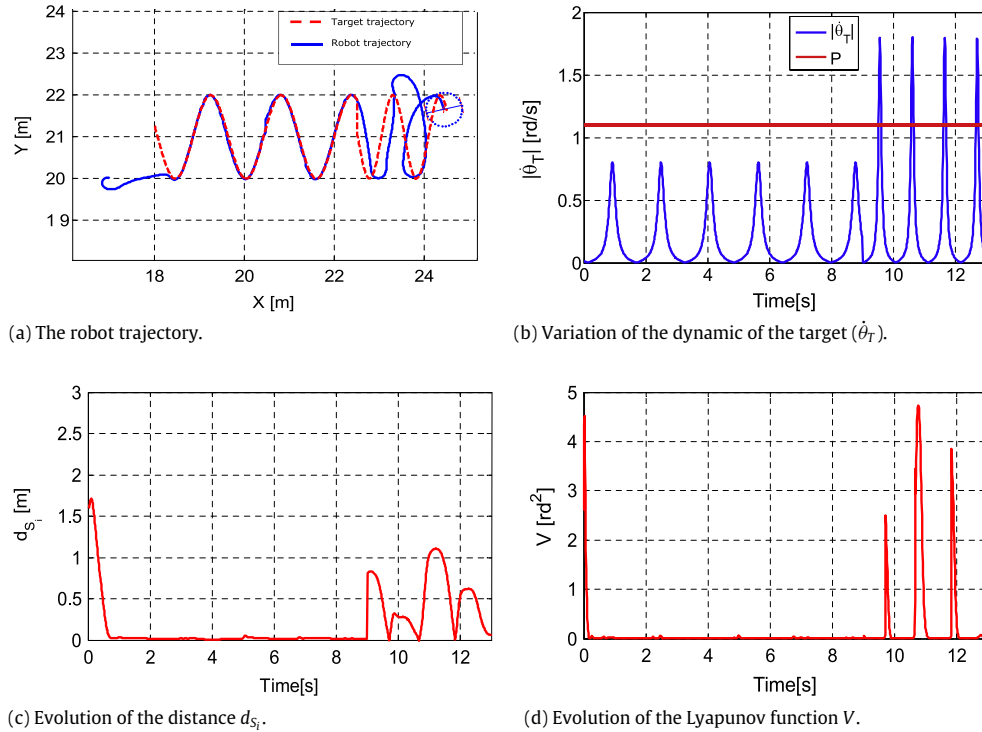 Target trajectory
Robot trajectory
24
23
22
21
20
19
Y [m]
18 20 22 24
X [m]
(a) The robot trajectory.
|θ̇_T|
P
2
1.5
1
0.5
0
|θ̇_T| [rd/s]
0 2 4 6 8 10 12
Time[s]
(b) Variation of the dynamic of the target (θ̇_T).
3
2.5
2
1.5
1
0.5
0
d_{S_i} [m]
0 2 4 6 8 10 12
Time[s]
(c) Evolution of the distance d_{S_i}.
5
4
3
2
1
0
V [rd²]
0 2 4 6 8 10 12
Time[s]
(d) Evolution of the Lyapunov function V.